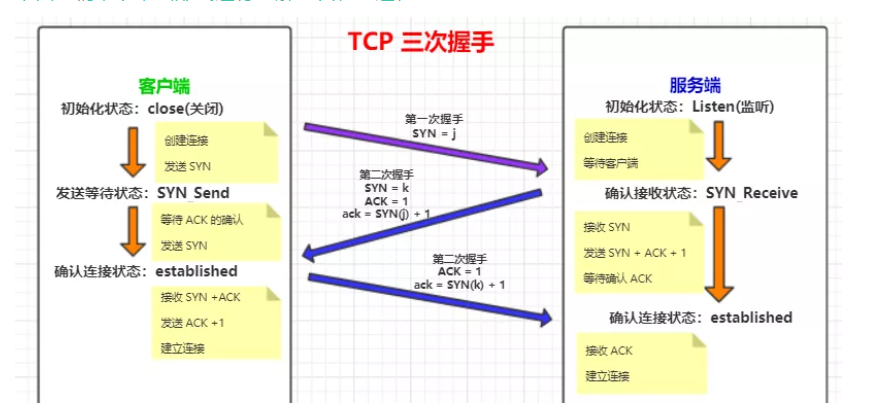 TCP 三次握手
客户端
初始化状态：close(关闭)
创建连接
发送 SYN
发送等待状态：SYN_Send
等待 ACK 的确认
发送 SYN
确认连接状态：established
接收 SYN +ACK
发送 ACK +1
建立连接
第一次握手
SYN = j
第二次握手
SYN = k
ACK = 1
ack = SYN(j) + 1
第二次握手
ACK = 1
ack = SYN(k) + 1
服务端
初始化状态：Listen(监听)
创建连接
等待客户端
确认接收状态：SYN_Receive
接收 SYN
发送 SYN + ACK + 1
等待确认 ACK
确认连接状态：established
接收 ACK
建立连接